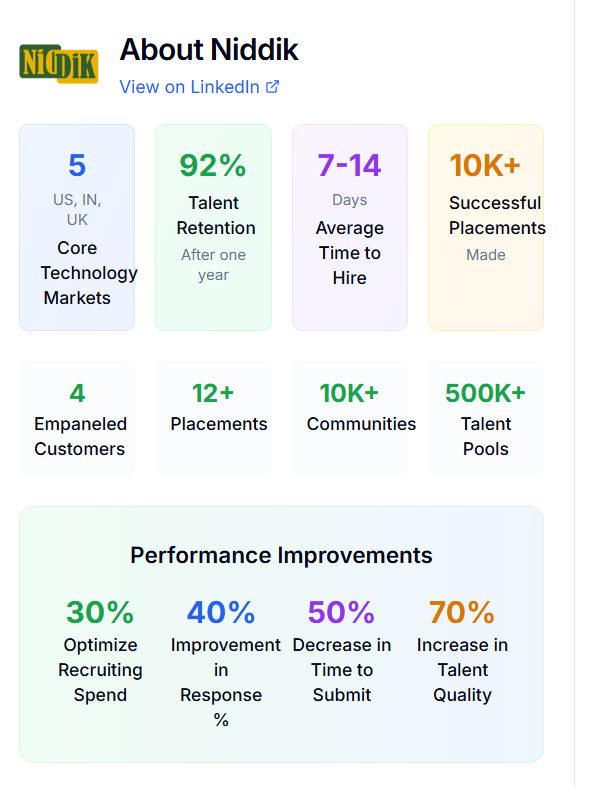 NiDDiK
About Niddik
View on LinkedIn
5
US, IN,
UK
Core
Technology
Markets
92%
Talent
Retention
After one
year
7-14
Days
Average
Time to
Hire
10K+
Successful
Placements
Made
4
Empaneled
Customers
12+
Placements
10K+
Communities
500K+
Talent
Pools
Performance Improvements
30%
Optimize
Recruiting
Spend
40%
Improvement
in
Response
%
50%
Decrease in
Time to
Submit
70%
Increase in
Talent
Quality